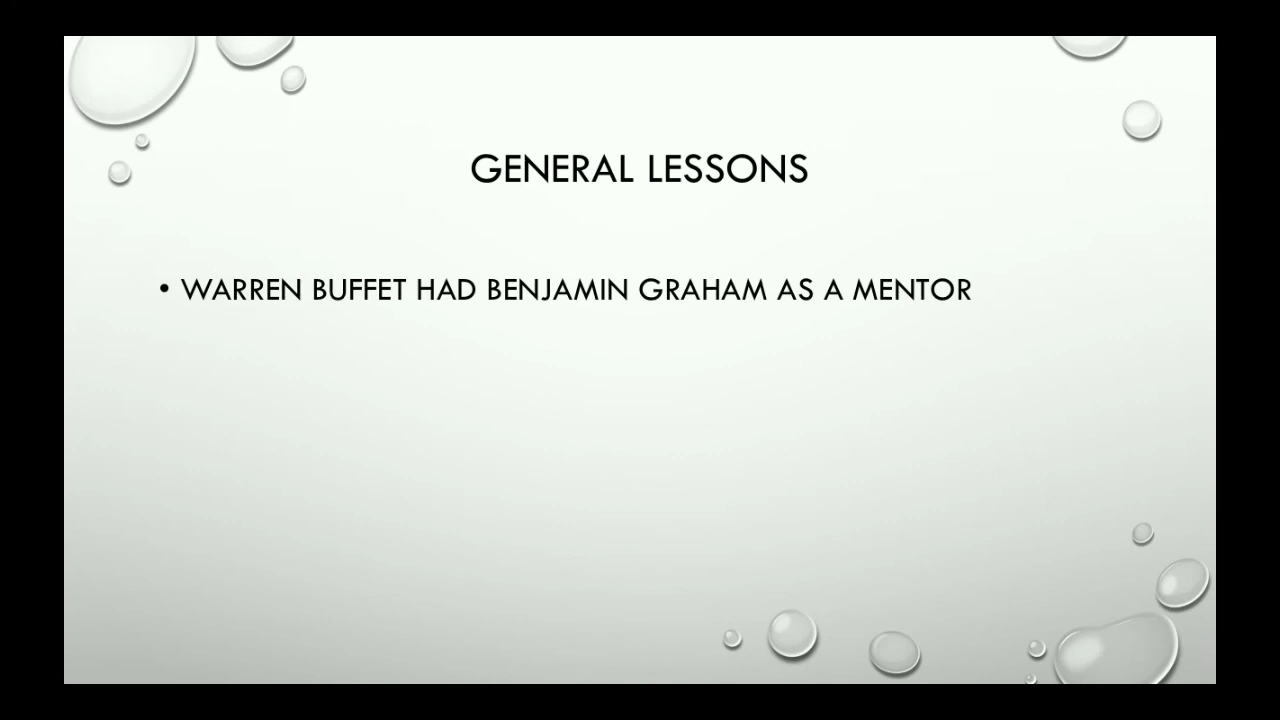 GENERAL LESSONS
• WARREN BUFFET HAD BENJAMIN GRAHAM AS A MENTOR